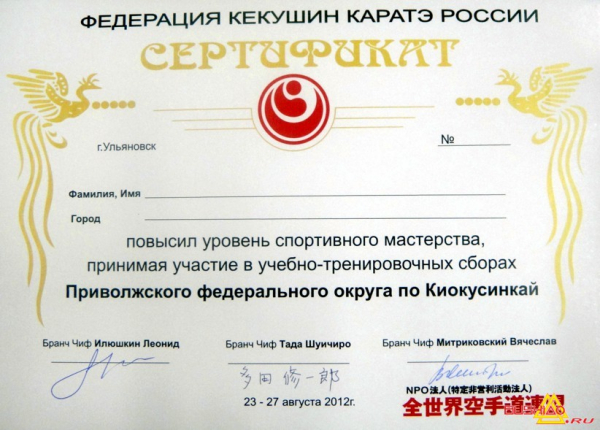 ФЕДЕРАЦИЯ КЕКУШИН КАРАТЭ РОССИИ
СЕРТИФИКАТ
г.Ульяновск
№
Фамилия, Имя
Город
повысил уровень спортивного мастерства,
принимая участие в учебно-тренировочных сборах
Приволжского федерального округа по Киокусинкай
Бранч Чиф Илюшкин Леонид
Бранч Чиф Тада Шуичиро
Бранч Чиф Митриковский Вячеслав
多田 修一郎
NPO法人(特定非営利活動法人)
23 - 27 августа 2012г.
全世界空手道連盟
.RU